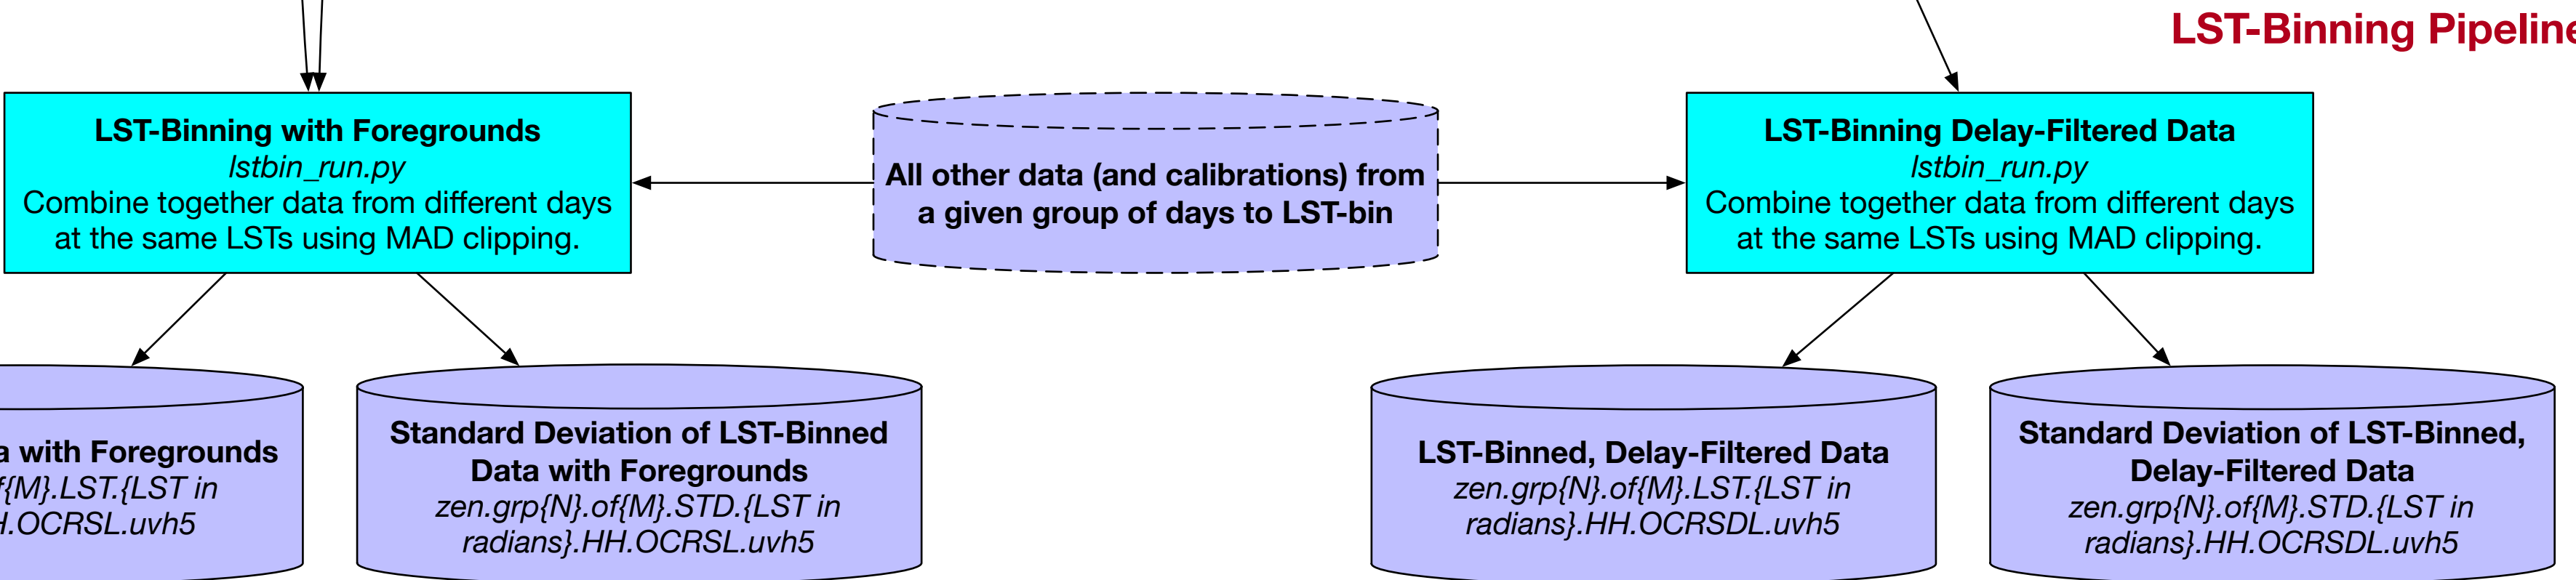 LST-Binning Pipeline
LST-Binning with Foregrounds
lstbin_run.py
Combine together data from different days
at the same LSTs using MAD clipping.
All other data (and calibrations) from
a given group of days to LST-bin
LST-Binning Delay-Filtered Data
lstbin_run.py
Combine together data from different days
at the same LSTs using MAD clipping.
with Foregrounds
{M}.LST.{LST in
.OCRSL.uvh5
Standard Deviation of LST-Binned
Data with Foregrounds
zen.grp{N}.of{M}.STD.{LST in
radians}.HH.OCRSL.uvh5
LST-Binned, Delay-Filtered Data
zen.grp{N}.of{M}.LST.{LST in
radians}.HH.OCRSDL.uvh5
Standard Deviation of LST-Binned,
Delay-Filtered Data
zen.grp{N}.of{M}.STD.{LST in
radians}.HH.OCRSDL.uvh5